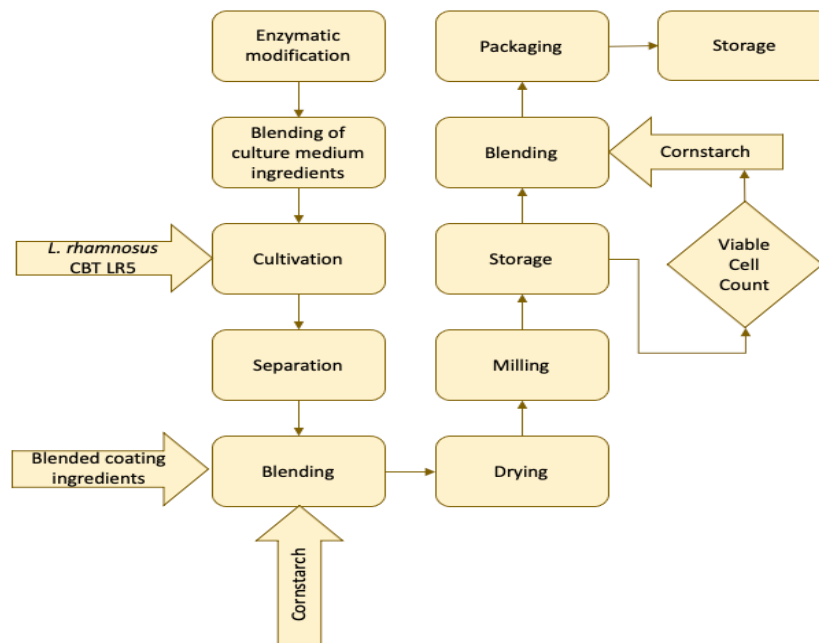 Enzymatic
modification
Blending of
culture medium
ingredients
L. rhamnosus
CBT LR5
Cultivation
Separation
Blended coating
ingredients
Blending
Cornstarch
Drying
Milling
Storage
Viable
Cell
Count
Cornstarch
Blending
Packaging
Storage